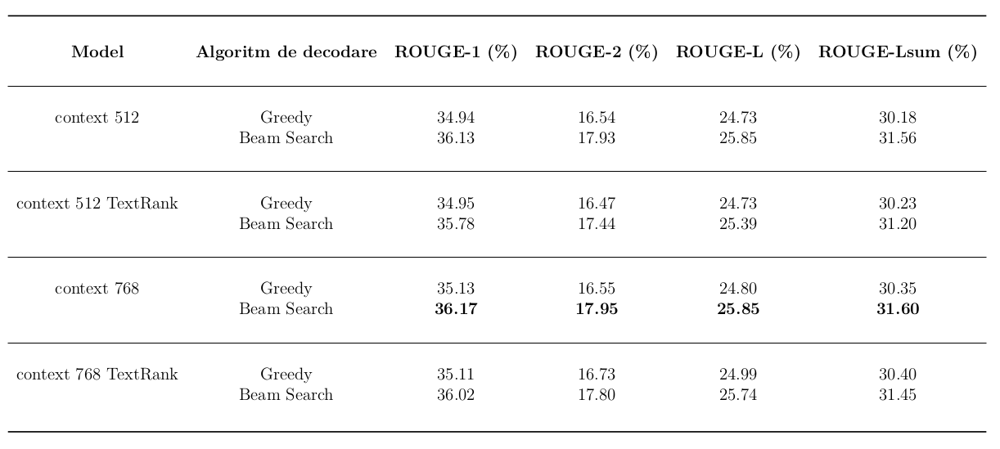 Model Algoritm de decodare ROUGE-1 (%) ROUGE-2 (%) ROUGE-L (%) ROUGE-Lsum (%)
context 512 Greedy 34.94 16.54 24.73 30.18
Beam Search 36.13 17.93 25.85 31.56
context 512 TextRank Greedy 34.95 16.47 24.73 30.23
Beam Search 35.78 17.44 25.39 31.20
context 768 Greedy 35.13 16.55 24.80 30.35
Beam Search 36.17 17.95 25.85 31.60
context 768 TextRank Greedy 35.11 16.73 24.99 30.40
Beam Search 36.02 17.80 25.74 31.45